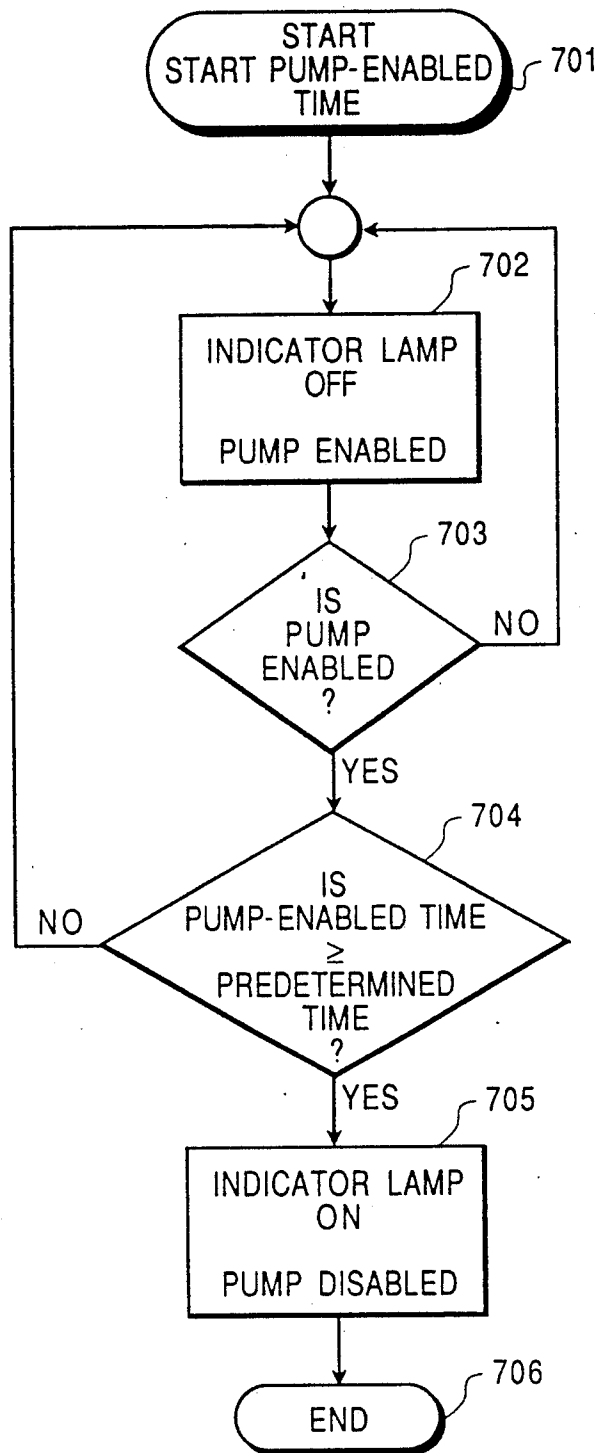 START
START PUMP-ENABLED
TIME
701
702
INDICATOR LAMP
OFF
PUMP ENABLED
703
IS
PUMP
ENABLED
?
NO
YES
704
IS
PUMP-ENABLED TIME
≥
PREDETERMINED
TIME
?
NO
YES
705
INDICATOR LAMP
ON
PUMP DISABLED
706
END